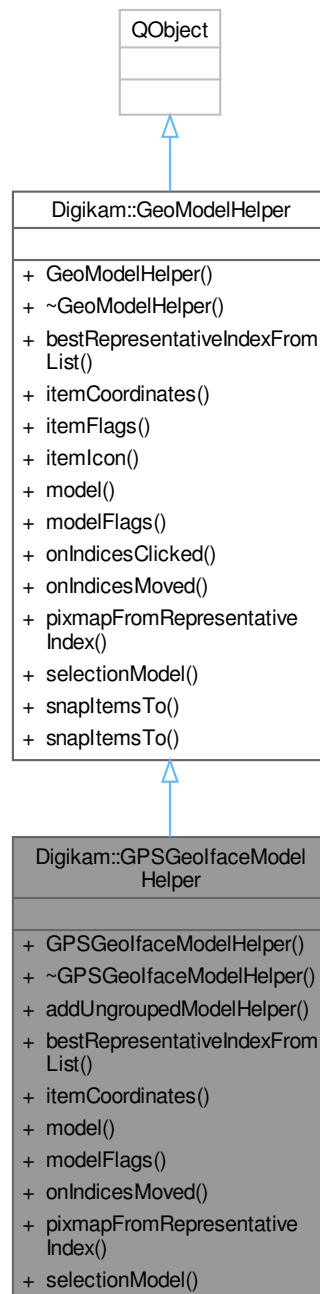 QObject
Digikam::GeoModelHelper
+ GeoModelHelper()
+ ~GeoModelHelper()
+ bestRepresentativeIndexFrom
List()
+ itemCoordinates()
+ itemFlags()
+ itemIcon()
+ model()
+ modelFlags()
+ onIndicesClicked()
+ onIndicesMoved()
+ pixmapFromRepresentative
Index()
+ selectionModel()
+ snapItemsTo()
+ snapItemsTo()
Digikam::GPSGeoIfaceModel
Helper
+ GPSGeoIfaceModelHelper()
+ ~GPSGeoIfaceModelHelper()
+ addUngroupedModelHelper()
+ bestRepresentativeIndexFrom
List()
+ itemCoordinates()
+ model()
+ modelFlags()
+ onIndicesMoved()
+ pixmapFromRepresentative
Index()
+ selectionModel()